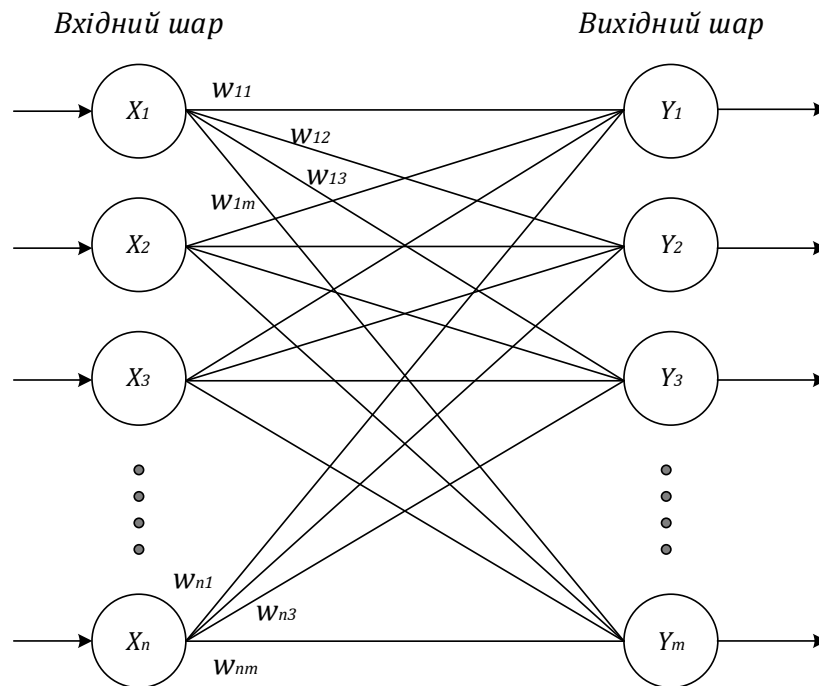 Вхідний шар
Вихідний шар
X1
w11
Y1
w12
w13
w1m
X2
Y2
X3
Y3
wn1
wn3
Xn
Ym
wnm